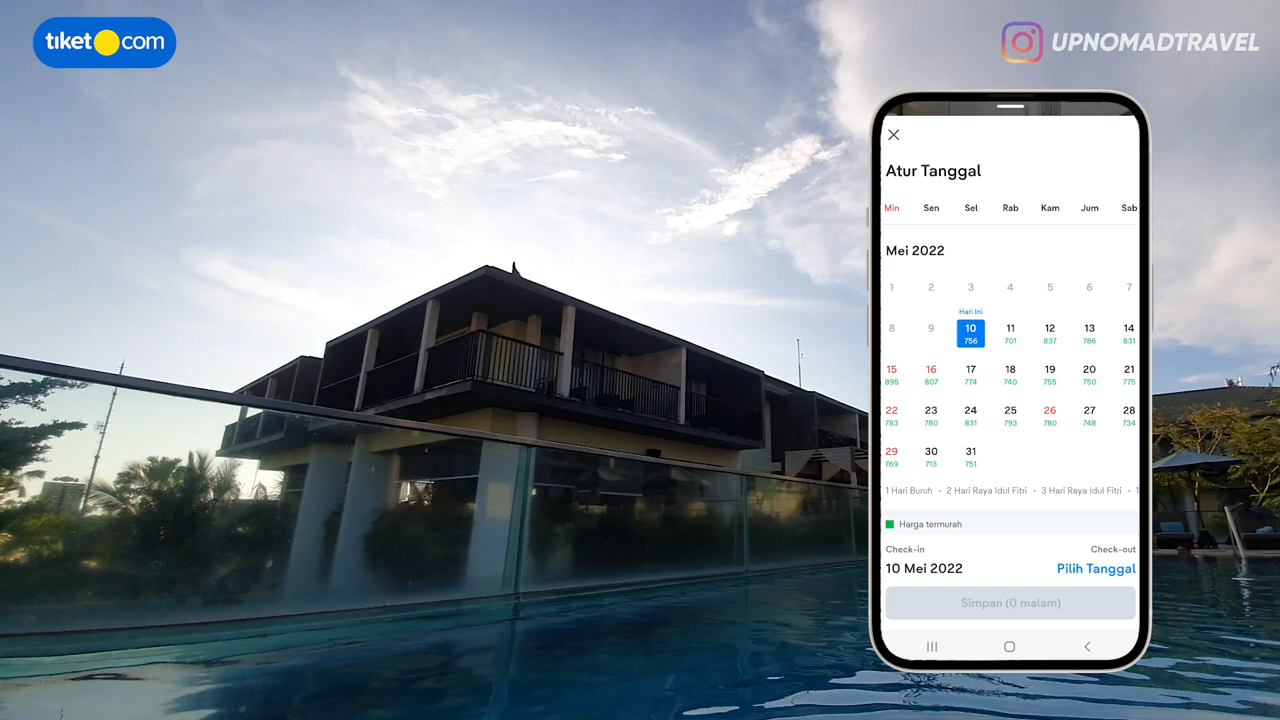 tiket com
UPNOMADTRAVEL
Atur Tanggal
Min Sen Sel Rab Kam Jum Sab
Mei 2022
1 2 3 4 5 6 7
Hari Ini
8 9 10 11 12 13 14
756 701 837 786 831
15 16 17 18 19 20 21
895 807 774 740 755 750 775
22 23 24 25 26 27 28
783 780 831 793 780 748 734
29 30 31
769 713 751
1 Hari Buruh • 2 Hari Raya Idul Fitri • 3 Hari Raya Idul Fitri • 1
Harga termurah
Check-in Check-out
10 Mei 2022 Pilih Tanggal
Simpan (0 malam)